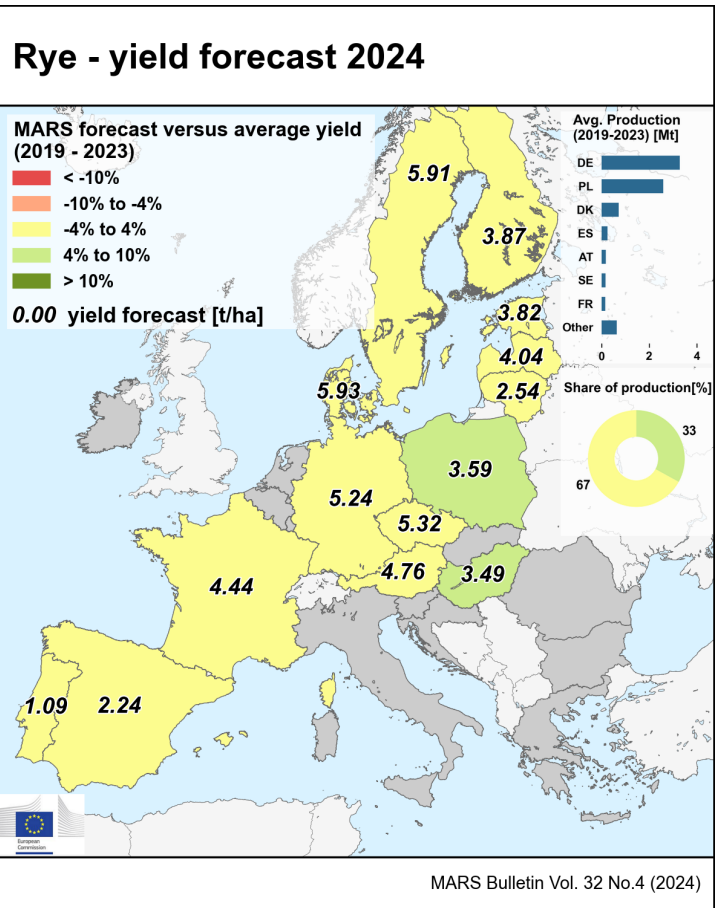 Rye - yield forecast 2024
MARS forecast versus average yield
(2019 - 2023)
< -10%
-10% to -4%
-4% to 4%
4% to 10%
> 10%
0.00 yield forecast [t/ha]
Avg. Production
(2019-2023) [Mt]
DE
PL
DK
ES
AT
SE
FR
Other
0 2 4
Share of production[%]
33
67
5.91
3.87
3.82
4.04
2.54
5.93
3.59
5.24
5.32
4.76
3.49
4.44
1.09
2.24
European
Commission
MARS Bulletin Vol. 32 No.4 (2024)